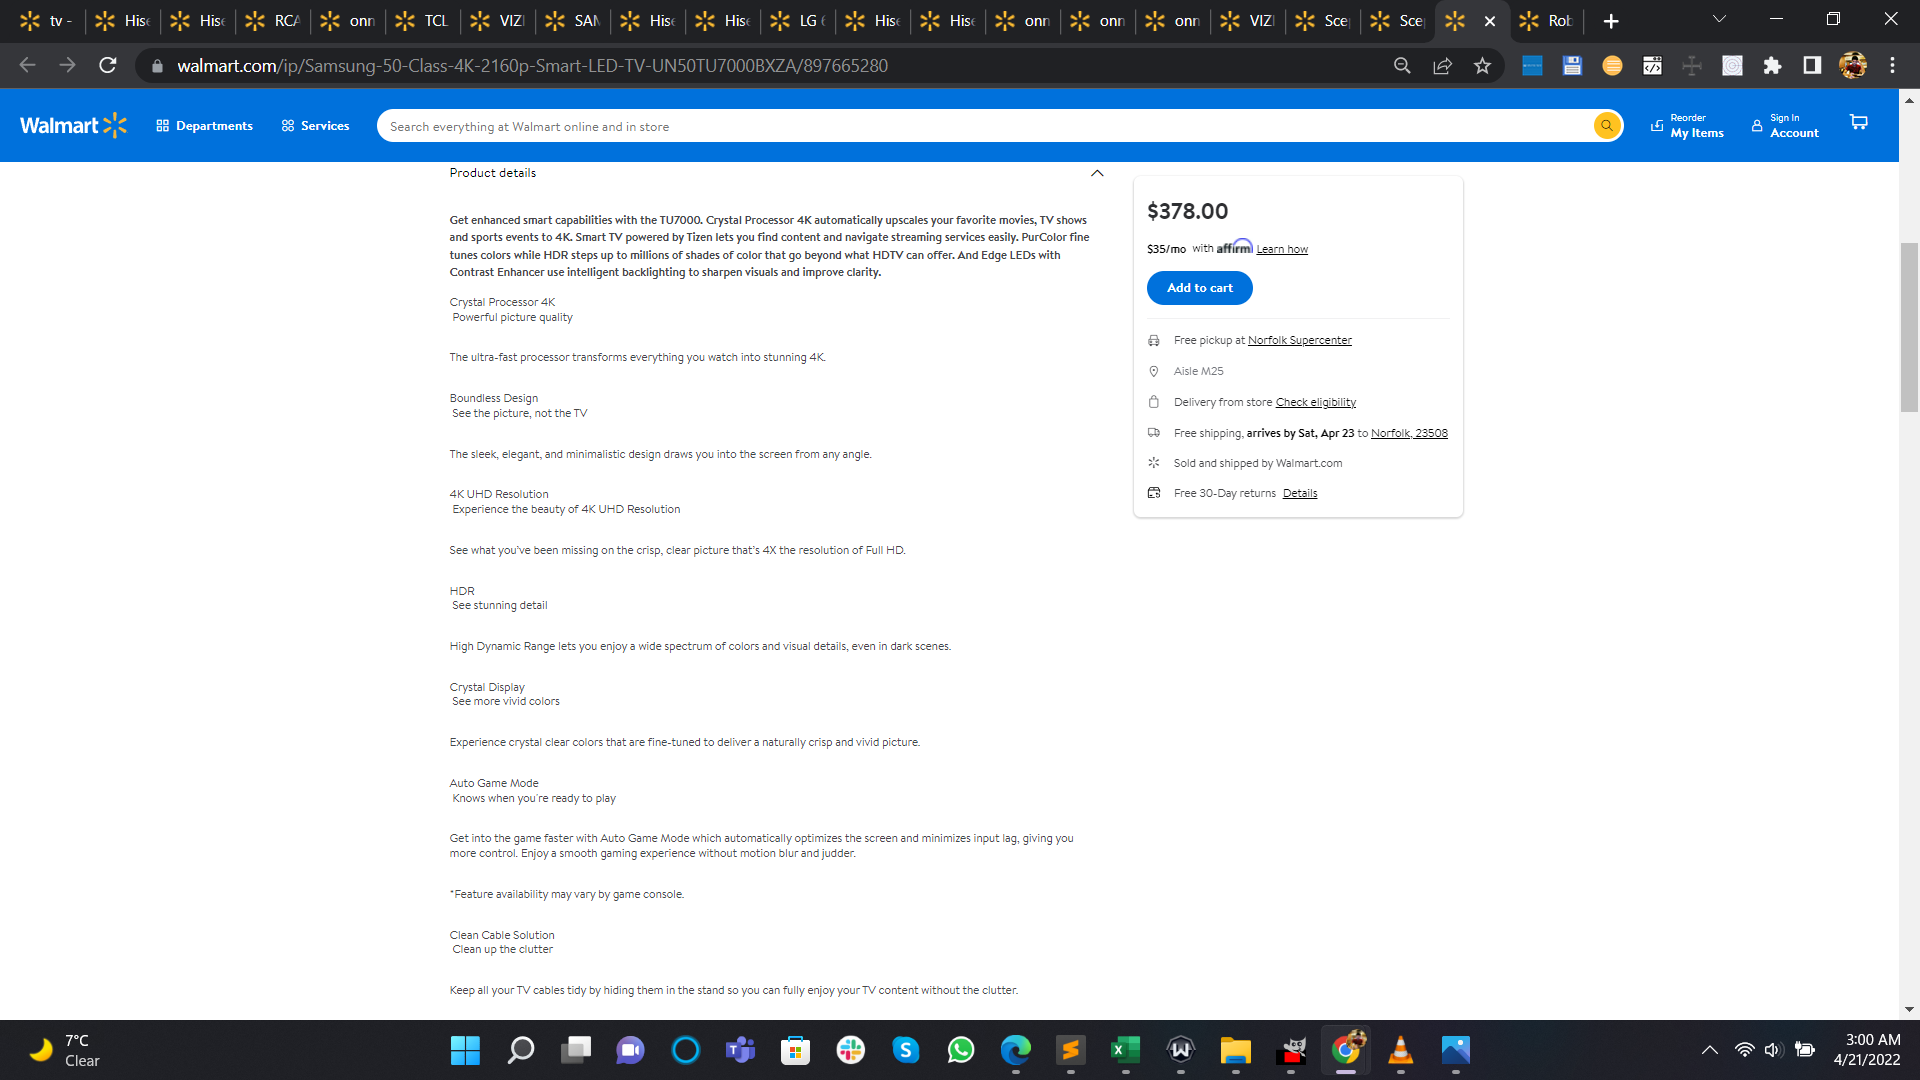 tv -
Hise
Hise
RCA
onn
TCL
VIZI
SAM
Hise
Hise
LG 6
Hise
Hise
onn
onn
onn
VIZI
Scep
Scep
Rob
walmart.com/ip/Samsung-50-Class-4K-2160p-Smart-LED-TV-UN50TU7000BXZA/897665280
Walmart
Departments
Services
Search everything at Walmart online and in store
Reorder
My Items
Sign In
Account
Product details
Get enhanced smart capabilities with the TU7000. Crystal Processor 4K automatically upscales your favorite movies, TV shows
and sports events to 4K. Smart TV powered by Tizen lets you find content and navigate streaming services easily. PurColor fine
tunes colors while HDR steps up to millions of shades of color that go beyond what HDTV can offer. And Edge LEDs with
Contrast Enhancer use intelligent backlighting to sharpen visuals and improve clarity.
Crystal Processor 4K
Powerful picture quality
The ultra-fast processor transforms everything you watch into stunning 4K.
Boundless Design
See the picture, not the TV
The sleek, elegant, and minimalistic design draws you into the screen from any angle.
4K UHD Resolution
Experience the beauty of 4K UHD Resolution
See what you've been missing on the crisp, clear picture that's 4X the resolution of Full HD.
HDR
See stunning detail
High Dynamic Range lets you enjoy a wide spectrum of colors and visual details, even in dark scenes.
Crystal Display
See more vivid colors
Experience crystal clear colors that are fine-tuned to deliver a naturally crisp and vivid picture.
Auto Game Mode
Knows when you're ready to play
Get into the game faster with Auto Game Mode which automatically optimizes the screen and minimizes input lag, giving you
more control. Enjoy a smooth gaming experience without motion blur and judder.
*Feature availability may vary by game console.
Clean Cable Solution
Clean up the clutter
Keep all your TV cables tidy by hiding them in the stand so you can fully enjoy your TV content without the clutter.
$378.00
$35/mo with affirm Learn how
Add to cart
Free pickup at Norfolk Supercenter
Aisle M25
Delivery from store Check eligibility
Free shipping, arrives by Sat, Apr 23 to Norfolk, 23508
Sold and shipped by Walmart.com
Free 30-Day returns Details
7°C
Clear
3:00 AM
4/21/2022